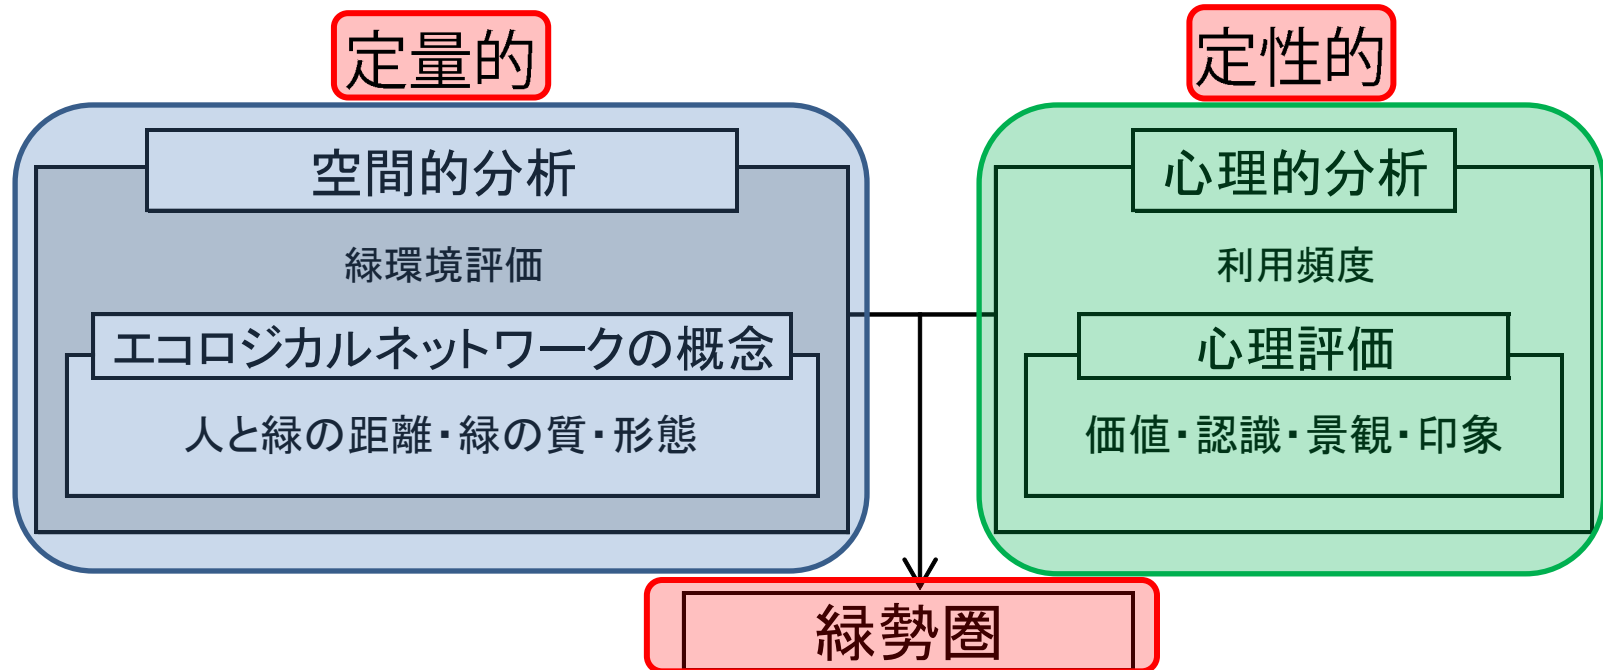 定量的
定性的
空間的分析
緑環境評価
エコロジカルネットワークの概念
人と緑の距離・緑の質・形態
心理的分析
利用頻度
心理評価
価値・認識・景観・印象
緑勢圏